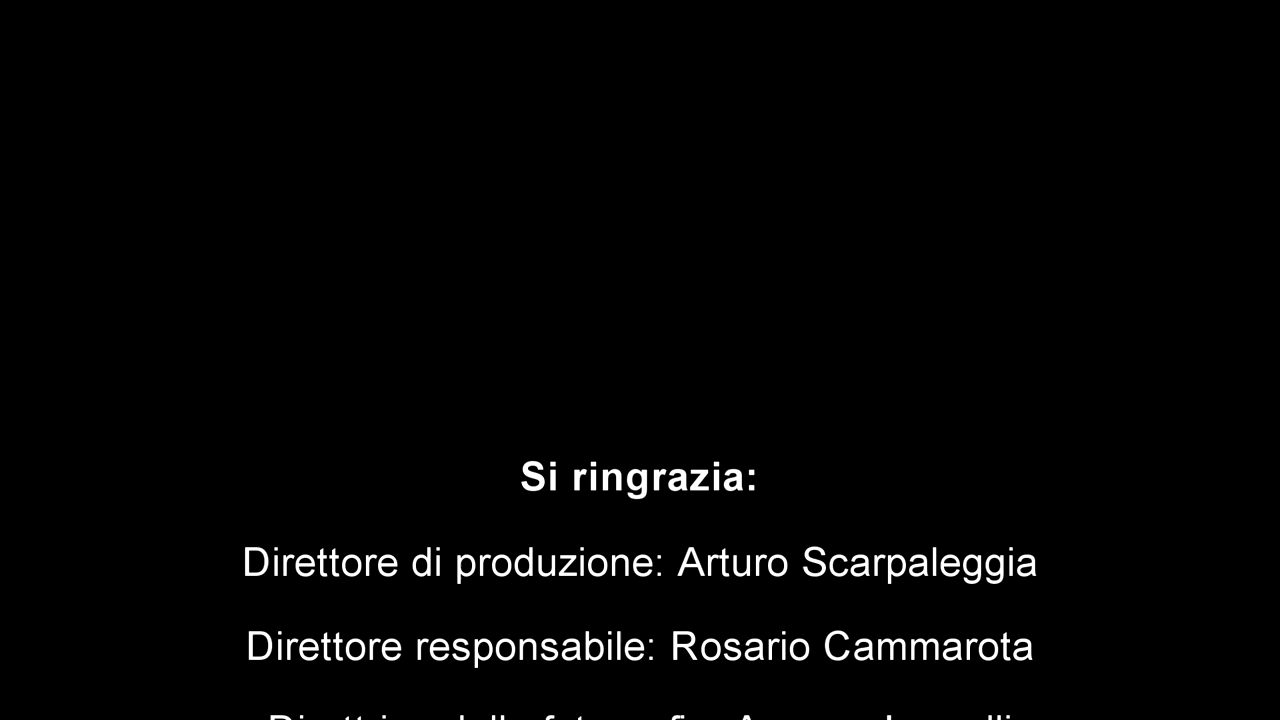 Si ringrazia:
Direttore di produzione: Arturo Scarpaleggia
Direttore responsabile: Rosario Cammarota